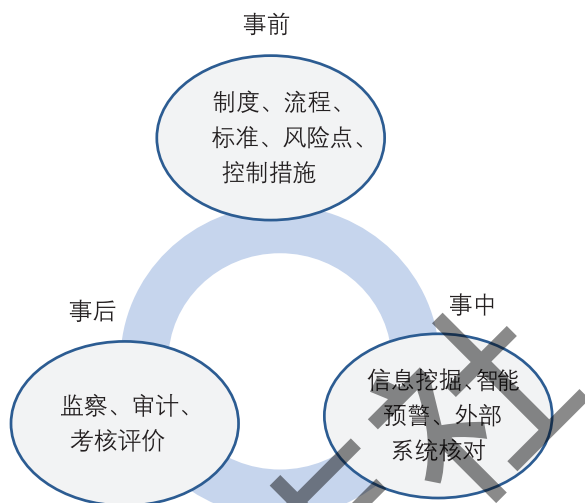 事前
制度、流程、
标准、风险点、
控制措施
事后
事中
监察、审计、
考核评价
信息挖掘、智能
预警、外部
系统核对